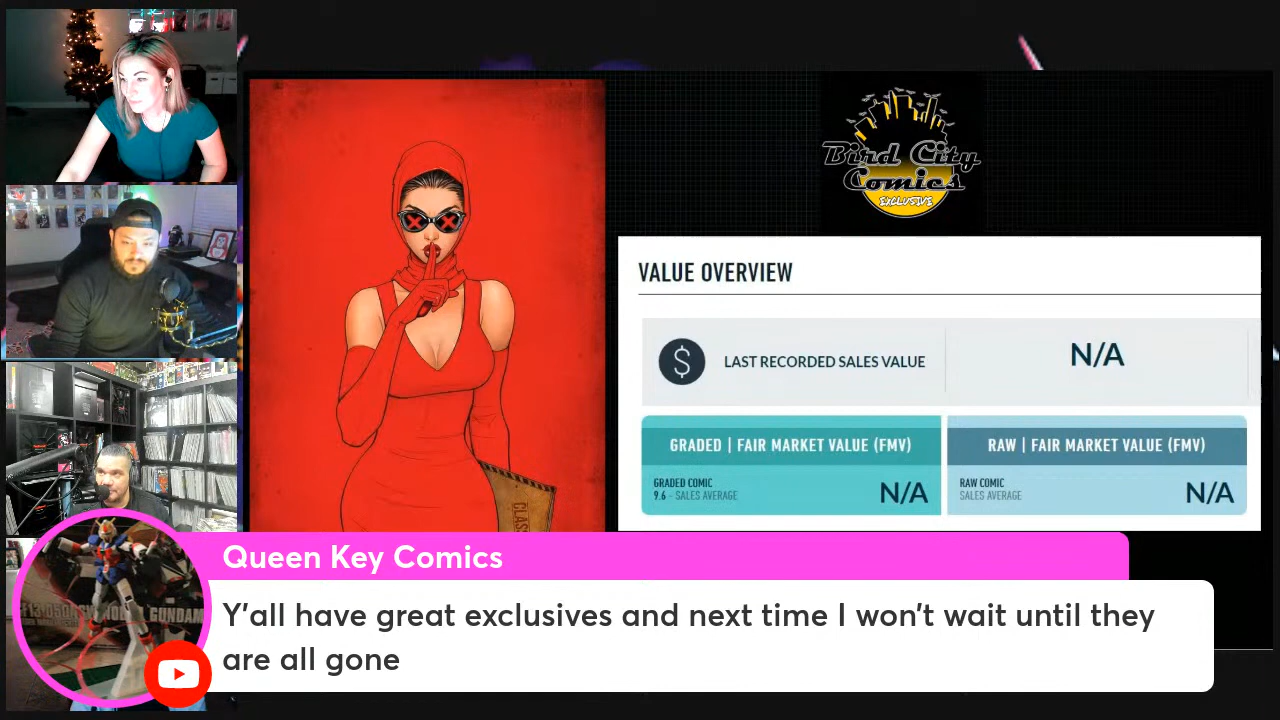 Bird City
Comics
EXCLUSIVE
VALUE OVERVIEW
$ LAST RECORDED SALES VALUE N/A
GRADED | FAIR MARKET VALUE (FMV)
GRADED COMIC
9.6 - SALES AVERAGE
N/A
RAW | FAIR MARKET VALUE (FMV)
RAW COMIC
SALES AVERAGE
N/A
CLASS
Queen Key Comics
Y'all have great exclusives and next time I won't wait until they
are all gone
GUNDAM